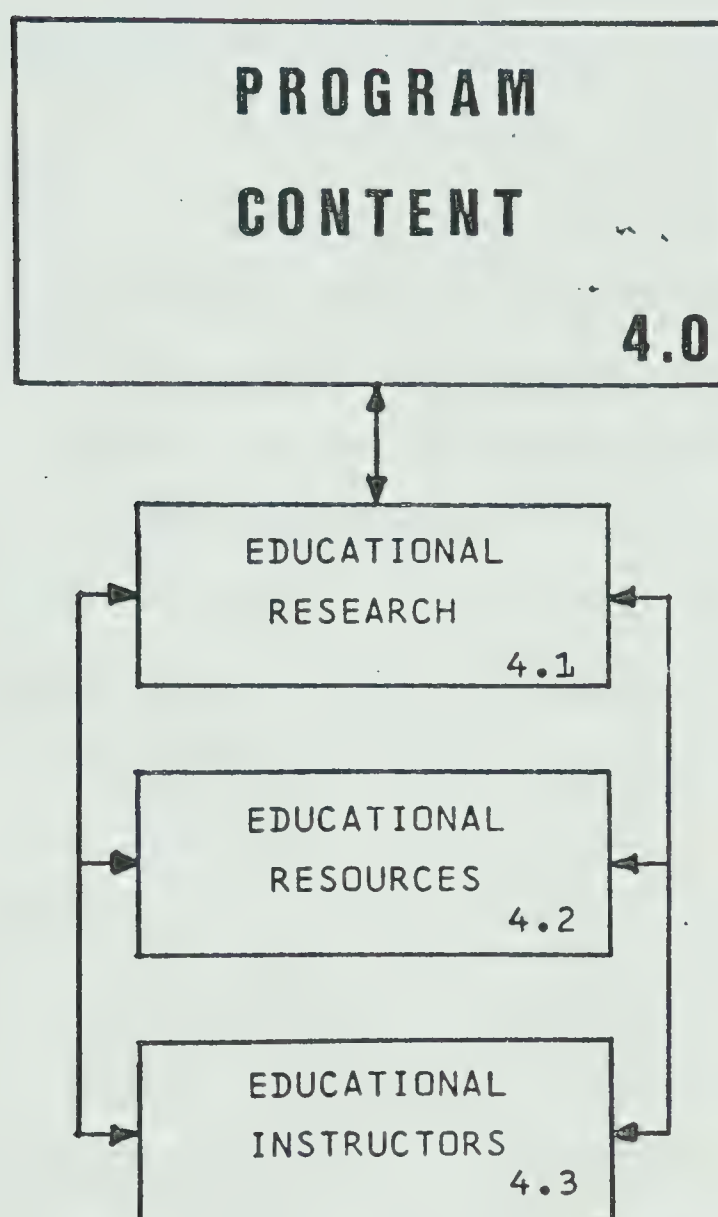 PROGRAM
CONTENT
4.0
EDUCATIONAL
RESEARCH
4.1
EDUCATIONAL
RESOURCES
4.2
EDUCATIONAL
INSTRUCTORS
4.3